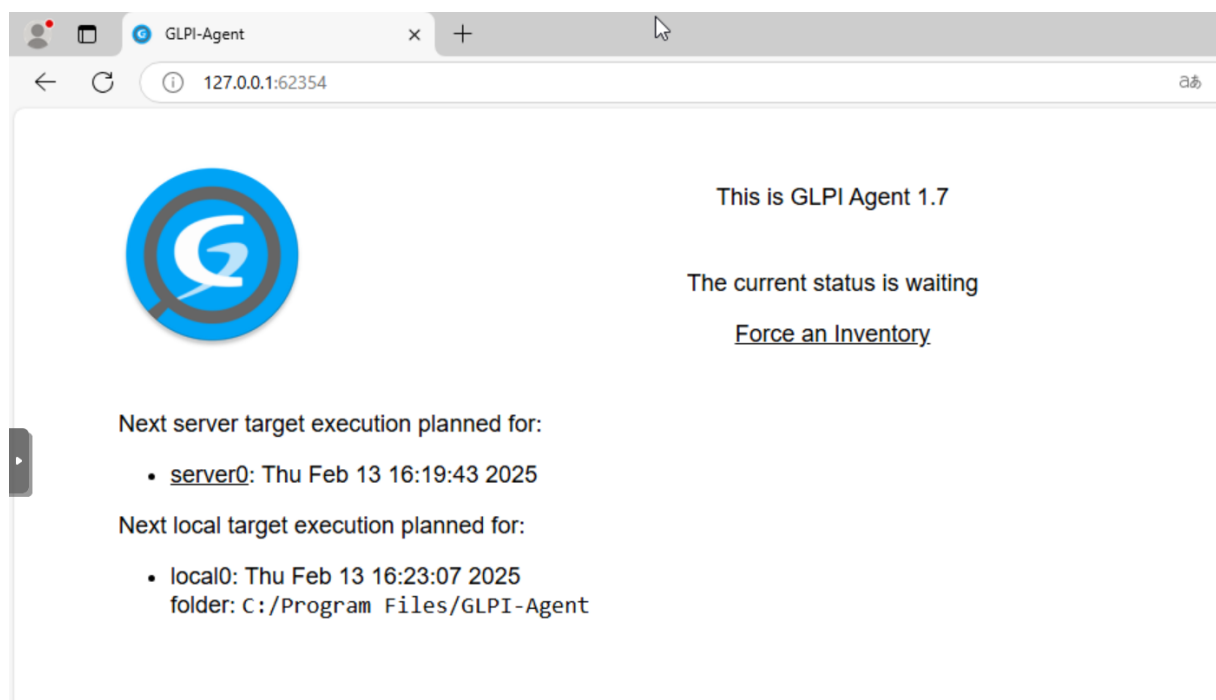 GLPI-Agent
127.0.0.1:62354
aあ
This is GLPI Agent 1.7
The current status is waiting
Force an Inventory
Next server target execution planned for:
• server0: Thu Feb 13 16:19:43 2025
Next local target execution planned for:
• local0: Thu Feb 13 16:23:07 2025
folder: C:/Program Files/GLPI-Agent